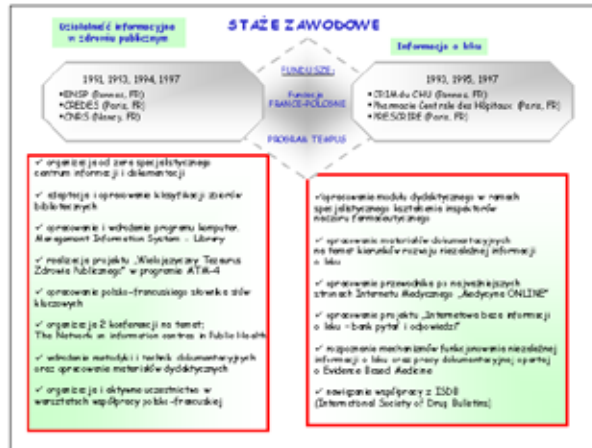 STAŻE ZAWODOWE
Działalność informacyjna
w zdrowiu publicznym
Informacja o leku
1991, 1993, 1994, 1997
ENSP (Rennes, FR)
CREDES (Paris, FR)
CNRS (Nancy, FR)
FUNDUSZE:
Fundacja
FRANCE-POLOGNE
PROGRAM TEMPUS
1993, 1995, 1997
CRIM du CHU (Rennes, FR)
Pharmacie Centrale des Hôpitaux (Paris, FR)
PRESCRIRE (Paris, FR)
✓ organizacja od zera specjalistycznego
centrum informacji i dokumentacji
✓ adaptacja i opracowanie klasyfikacji zbiorów
bibliotecznych
✓ opracowanie i wdrożenie programu komputer.
Management Information System - Library
✓ realizacja projektu „Wielojęzyczny Tezaurus
Zdrowia Publicznego" w programie ATM-4
✓ opracowanie polsko-francuskiego słownika słów
kluczowych
✓ organizacja 2 konferencji na temat:
The Network on information centres in Public Health
✓ wdrożenie metodyki i technik dokumentacyjnych
oraz opracowanie materiałów dydaktycznych
✓ organizacja i aktywne uczestnictwo w
warsztatach współpracy polsko-francuskiej
✓opracowanie modułu dydaktycznego w ramach
specjalistycznego kształcenia inspektorów
nadzoru farmaceutycznego
✓ opracowanie materiałów dokumentacyjnych
na temat kierunków rozwoju niezależnej informacji
o leku
✓ opracowanie przewodnika po najważniejszych
stronach Internetu Medycznego „Medycyna ONLINE"
✓ opracowanie projektu „Internetowa baza informacji
o leku - bank pytań i odpowiedzi"
✓ rozpoznanie mechanizmów funkcjonowania niezależnej
informacji o leku oraz pracy dokumentacyjnej opartej
o Evidence Based Medicine
✓ nawiązanie współpracy z ISDB
(International Society of Drug Bulletins)